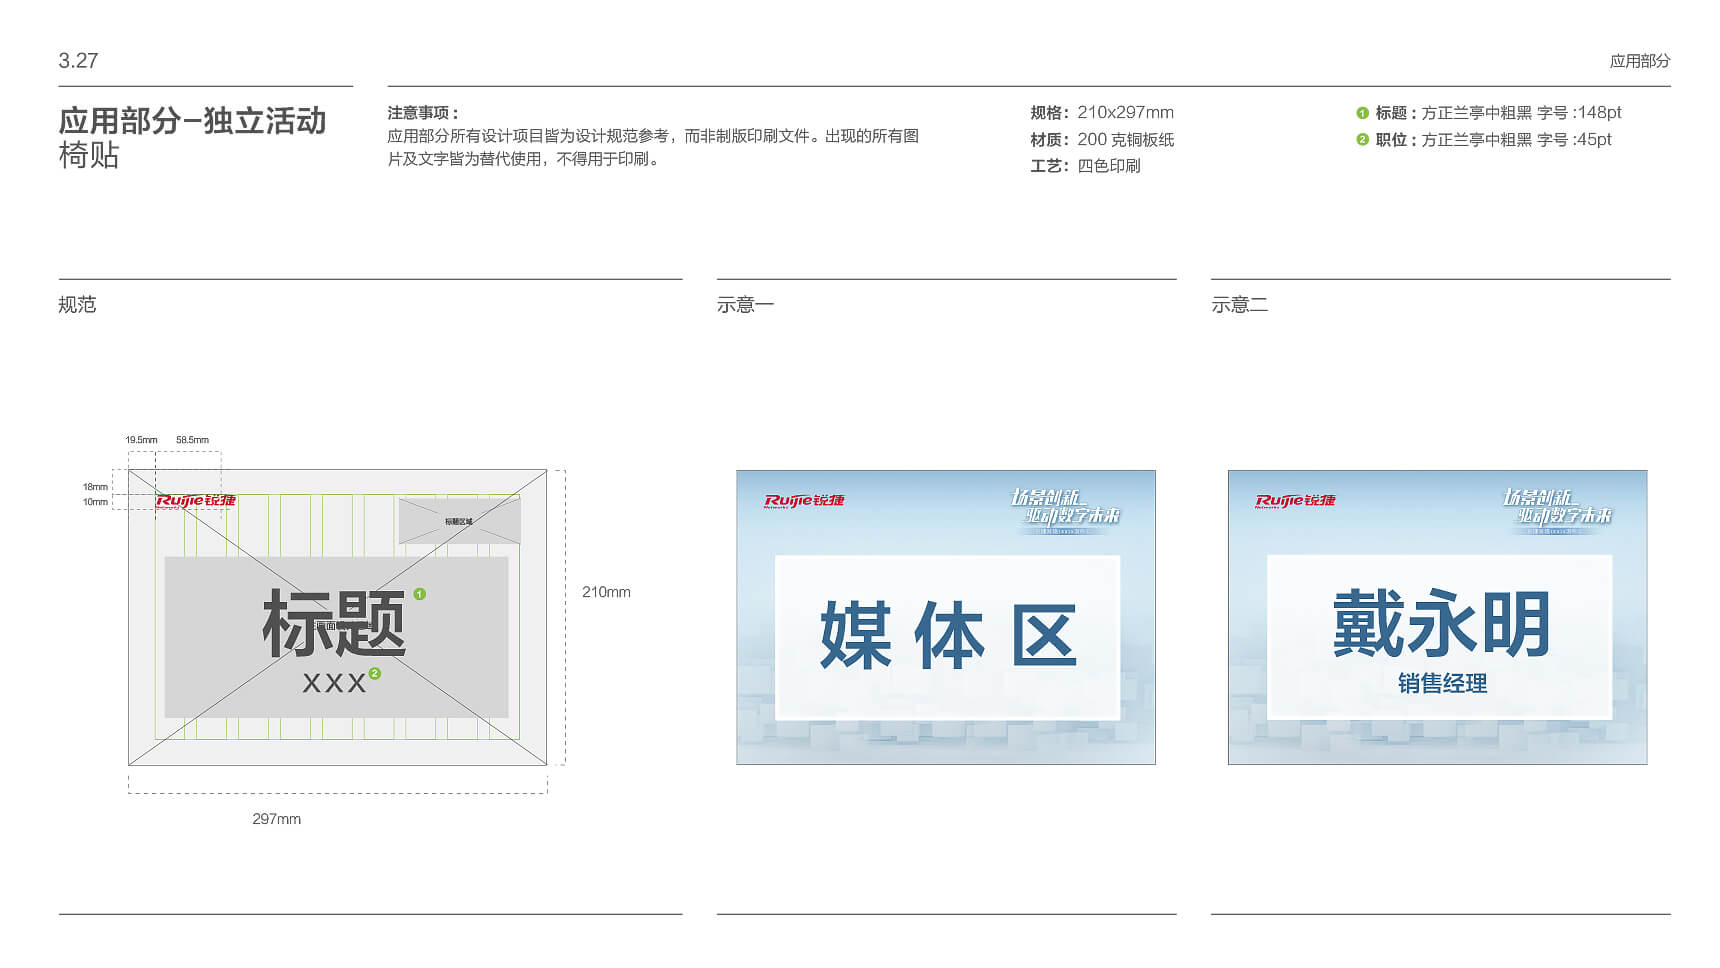 3.27
应用部分
应用部分–独立活动
椅贴
注意事项：
应用部分所有设计项目皆为设计规范参考，而非制版印刷文件。出现的所有图
片及文字皆为替代使用，不得用于印刷。
规格：210x297mm
材质：200 克铜板纸
工艺：四色印刷
1 标题：方正兰亭中粗黑 字号 :148pt
2 职位：方正兰亭中粗黑 字号 :45pt
规范
19.5mm 58.5mm
18mm
10mm
Ruijie锐捷
Networks
标题区域
标题 1
XXX 2
210mm
297mm
示意一
Ruijie锐捷
Networks
场景创新
驱动数字未来
媒体区
示意二
Ruijie锐捷
Networks
场景创新
驱动数字未来
戴永明
销售经理